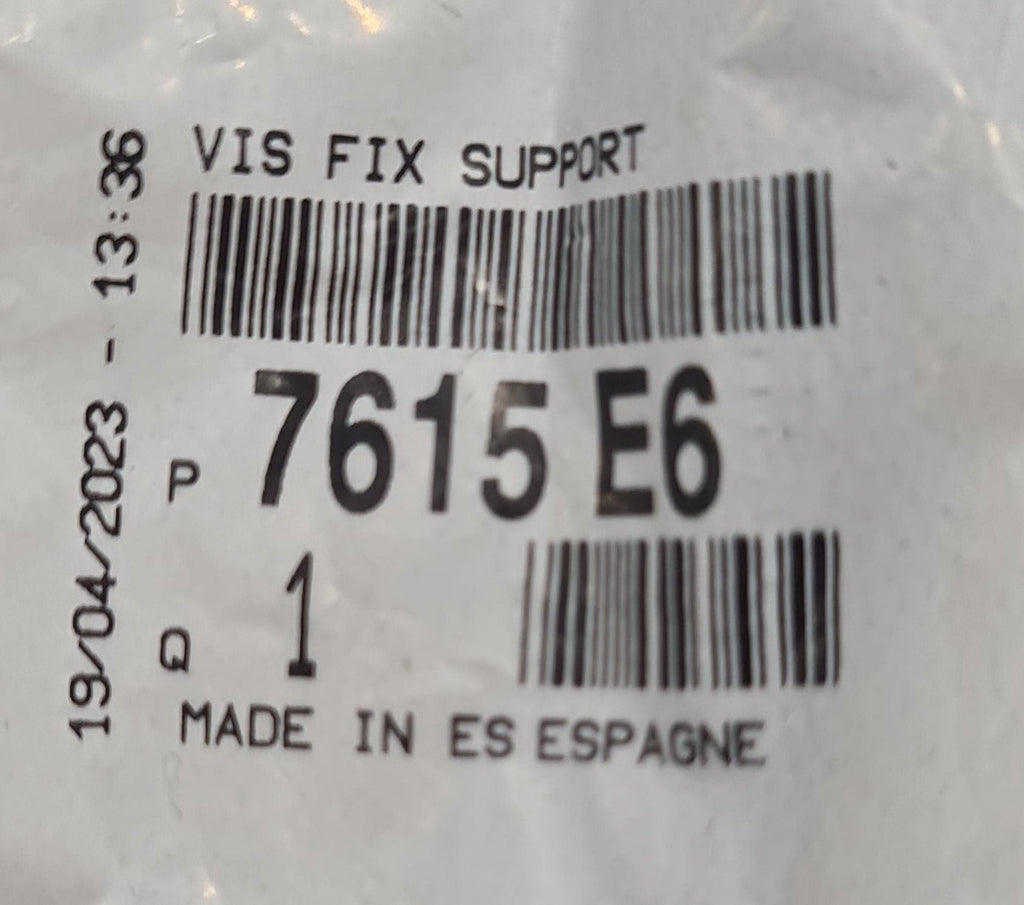 VIS FIX SUPPORT
P 7615 E6
Q 1
MADE IN ES ESPAGNE
19/04/2023 - 13:36